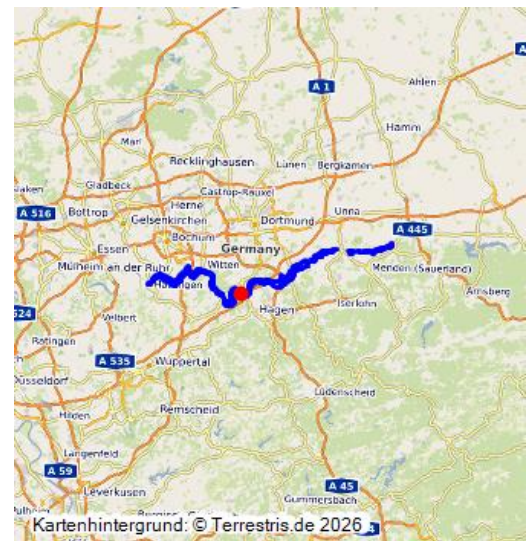 Ahlen
A 1
Hamm
Marl
Recklinghausen
Lünen
Bergkamen
Gladbeck
Castrop-Rauxel
Herne
Unna
A 516
Bottrop
Gelsenkirchen
Dortmund
A 445
Bochum
Germany
Essen
Witten
Menden (Sauerland)
Mülheim an der Ruhr
Arnsberg
Hagen
Iserlohn
Velbert
524
Ratingen
A 535
Wuppertal
Düsseldorf
Lüdenscheid
Hilden
Remscheid
Langenfeld
A 59
A 45
Leverkusen
Gummersbach
Pulheim
Kartenhintergrund: © Terrestris.de 2026